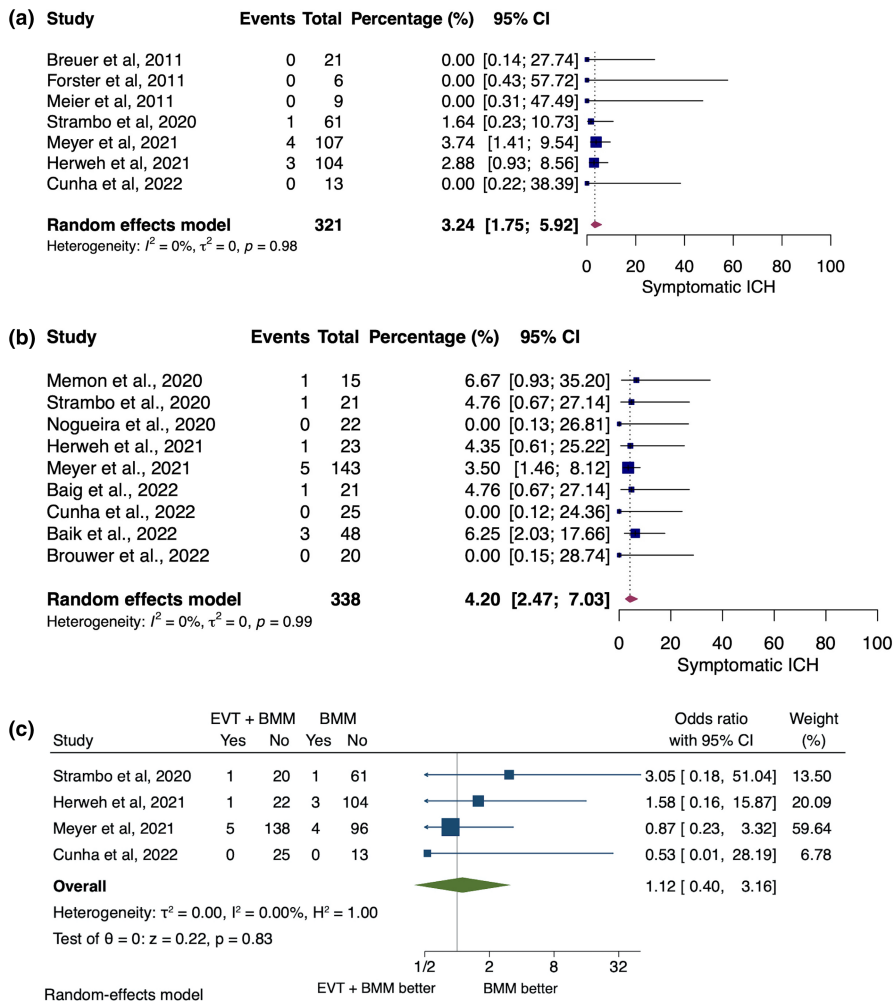 (a) Study Events Total Percentage (%) 95% CI
Breuer et al, 2011 0 21 0.00 [0.14; 27.74]
Forster et al, 2011 0 6 0.00 [0.43; 57.72]
Meier et al, 2011 0 9 0.00 [0.31; 47.49]
Strambo et al, 2020 1 61 1.64 [0.23; 10.73]
Meyer et al, 2021 4 107 3.74 [1.41; 9.54]
Herweh et al, 2021 3 104 2.88 [0.93; 8.56]
Cunha et al, 2022 0 13 0.00 [0.22; 38.39]
Random effects model 321 3.24 [1.75; 5.92]
Heterogeneity: I² = 0%, τ² = 0, p = 0.98
0 20 40 60 80 100
Symptomatic ICH
(b) Study Events Total Percentage (%) 95% CI
Memon et al., 2020 1 15 6.67 [0.93; 35.20]
Strambo et al., 2020 1 21 4.76 [0.67; 27.14]
Nogueira et al., 2020 0 22 0.00 [0.13; 26.81]
Herweh et al., 2021 1 23 4.35 [0.61; 25.22]
Meyer et al., 2021 5 143 3.50 [1.46; 8.12]
Baig et al., 2022 1 21 4.76 [0.67; 27.14]
Cunha et al., 2022 0 25 0.00 [0.12; 24.36]
Baik et al., 2022 3 48 6.25 [2.03; 17.66]
Brouwer et al., 2022 0 20 0.00 [0.15; 28.74]
Random effects model 338 4.20 [2.47; 7.03]
Heterogeneity: I² = 0%, τ² = 0, p = 0.99
0 20 40 60 80 100
Symptomatic ICH
(c) EVT + BMM BMM Odds ratio Weight
Study Yes No Yes No with 95% CI (%)
Strambo et al, 2020 1 20 1 61 3.05 [ 0.18, 51.04] 13.50
Herweh et al, 2021 1 22 3 104 1.58 [ 0.16, 15.87] 20.09
Meyer et al, 2021 5 138 4 96 0.87 [ 0.23, 3.32] 59.64
Cunha et al, 2022 0 25 0 13 0.53 [ 0.01, 28.19] 6.78
Overall 1.12 [ 0.40, 3.16]
Heterogeneity: τ² = 0.00, I² = 0.00%, H² = 1.00
Test of θ = 0: z = 0.22, p = 0.83
1/2 2 8 32
EVT + BMM better BMM better
Random-effects model